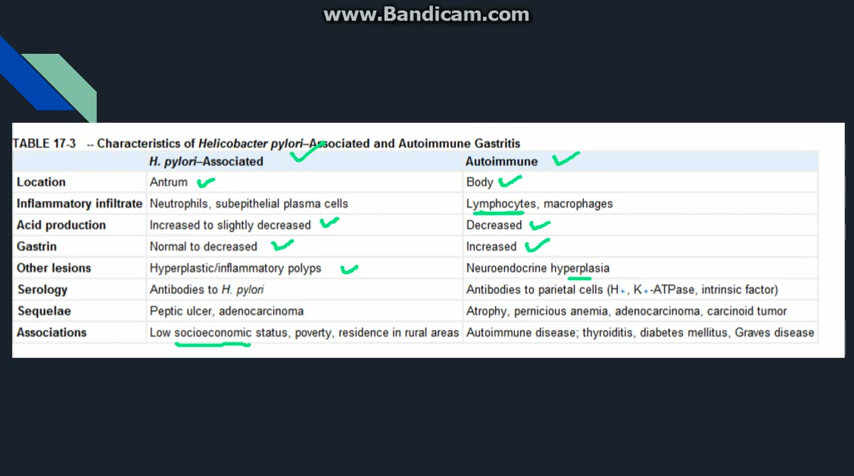 www.Bandicam.com
TABLE 17-3 -- Characteristics of Helicobacter pylori–Associated and Autoimmune Gastritis
H. pylori–Associated Autoimmune
Location Antrum Body
Inflammatory infiltrate Neutrophils, subepithelial plasma cells Lymphocytes, macrophages
Acid production Increased to slightly decreased Decreased
Gastrin Normal to decreased Increased
Other lesions Hyperplastic/inflammatory polyps Neuroendocrine hyperplasia
Serology Antibodies to H. pylori Antibodies to parietal cells (H+, K+-ATPase, intrinsic factor)
Sequelae Peptic ulcer, adenocarcinoma Atrophy, pernicious anemia, adenocarcinoma, carcinoid tumor
Associations Low socioeconomic status, poverty, residence in rural areas Autoimmune disease; thyroiditis, diabetes mellitus, Graves disease